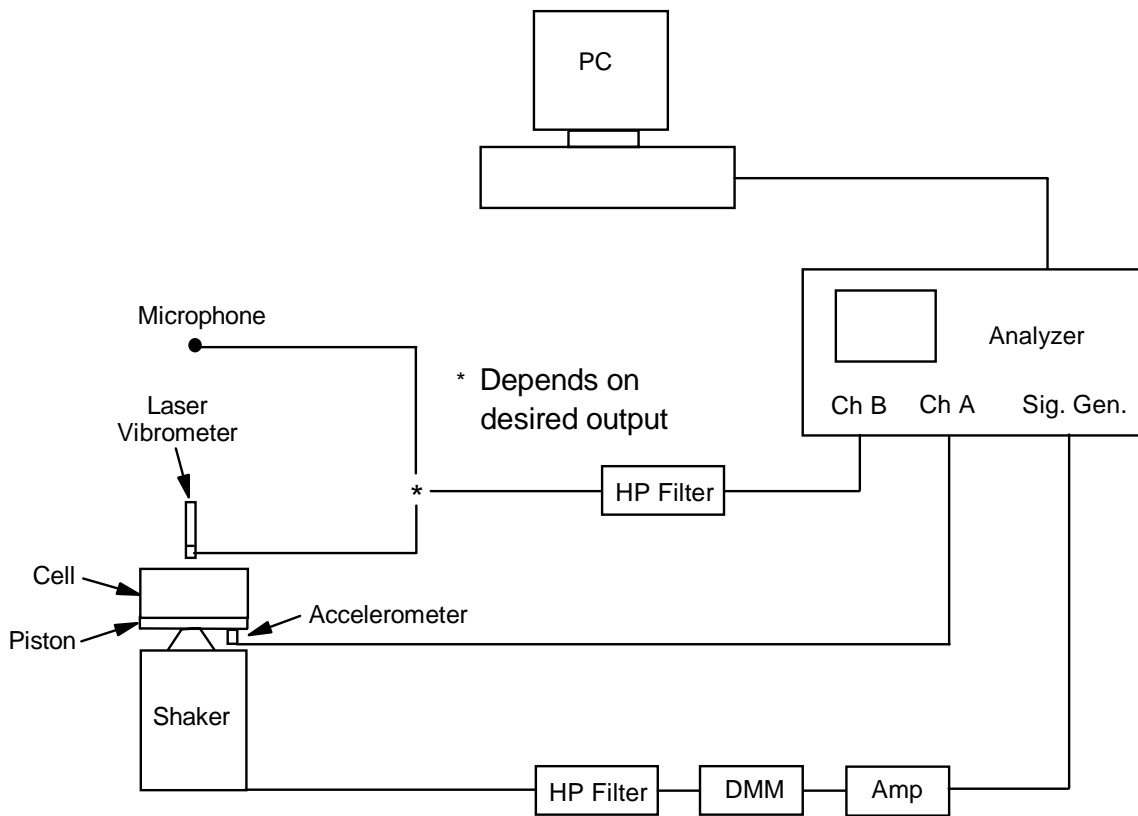 PC
Microphone
Analyzer
* Depends on
desired output
Laser
Vibrometer
Ch B
Ch A
Sig. Gen.
*
HP Filter
Cell
Accelerometer
Piston
Shaker
HP Filter
DMM
Amp